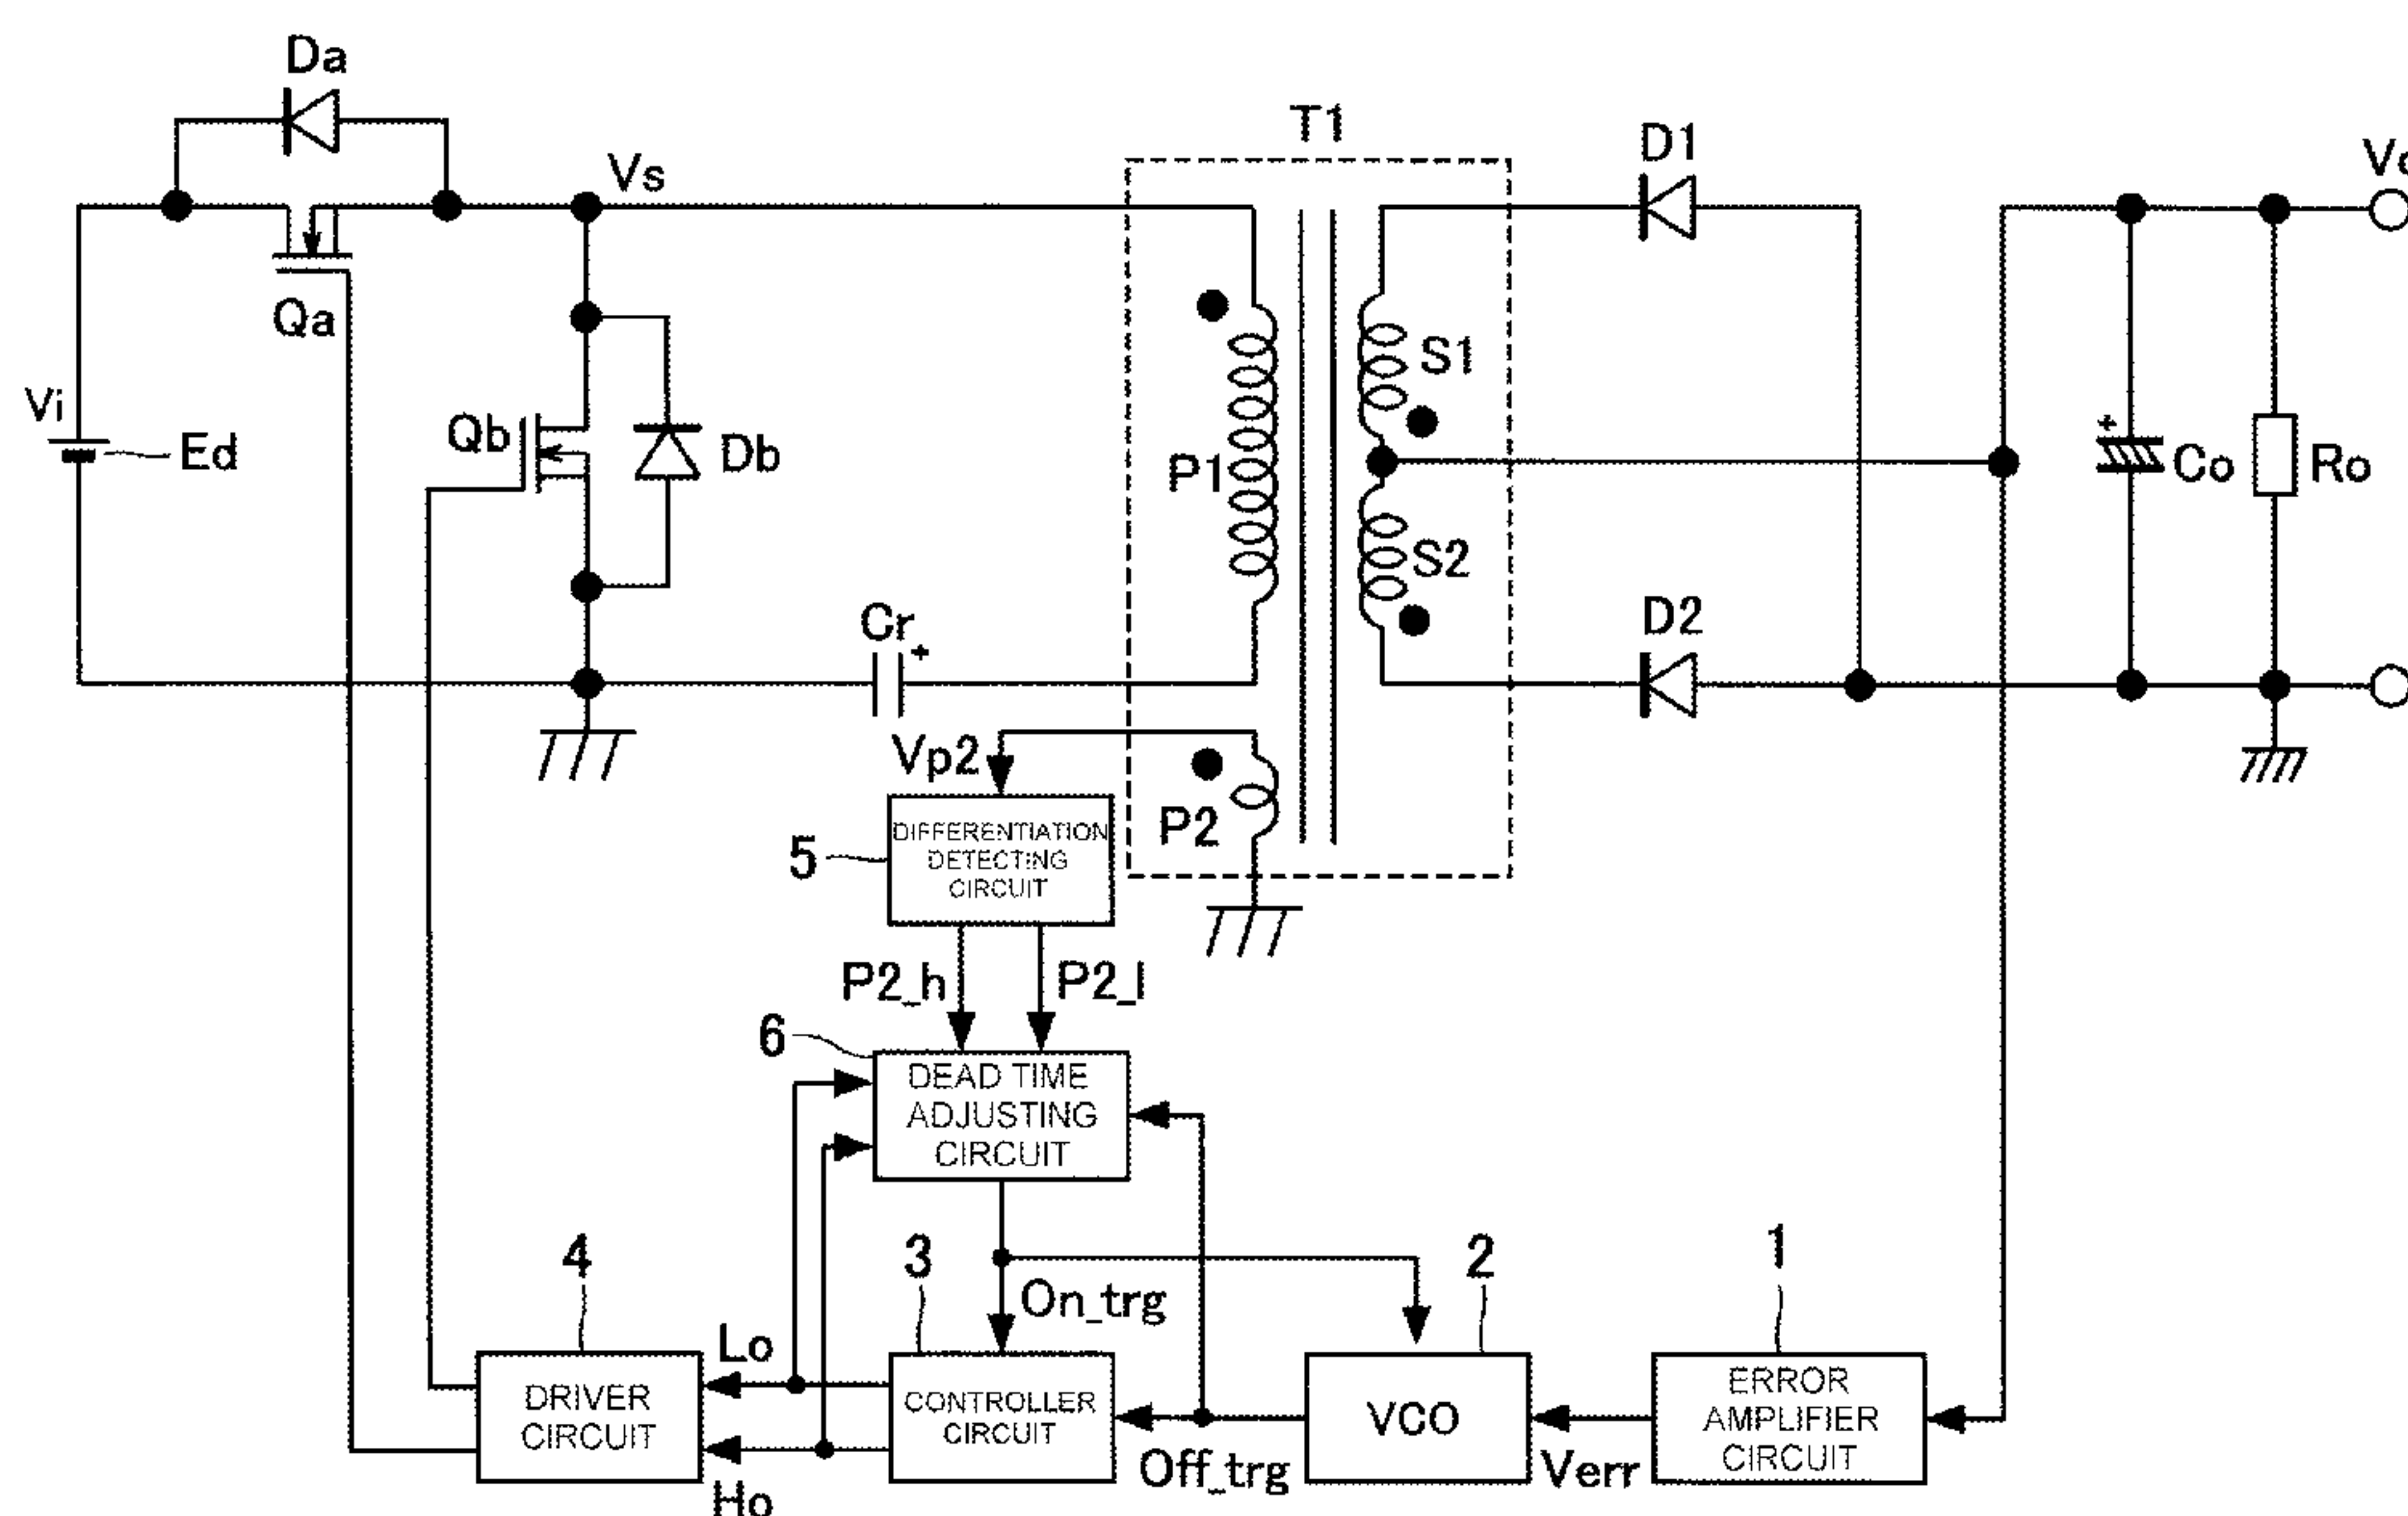 Da
T1
D1
Vs
Qa
Vi
Ed
Qb
Db
P1
S1
S2
Co
Ro
Cr
+
+
D2
Vp2
P2
5
DIFFERENTIATION
DETECTING
CIRCUIT
P2_h
P2_l
6
DEAD TIME
ADJUSTING
CIRCUIT
4
3
2
1
On_trg
Lo
DRIVER
CIRCUIT
CONTROLLER
CIRCUIT
VCO
ERROR
AMPLIFIER
CIRCUIT
Off_trg
Verr
Ho